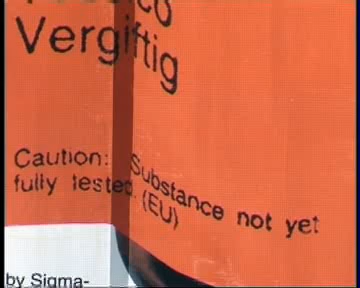 Vergiftig
Caution: Substance not yet
fully tested. (EU)
by Sigma-